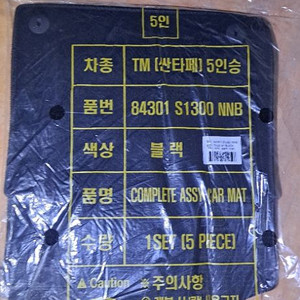 5인
차종 TM (싼타페) 5인승
품번 84301 S1300 NNB
색상 블랙
품명 COMPLETE ASSY-CAR MAT
수량 1SET (5 PIECE)
⚠ Caution ※ 주의사항